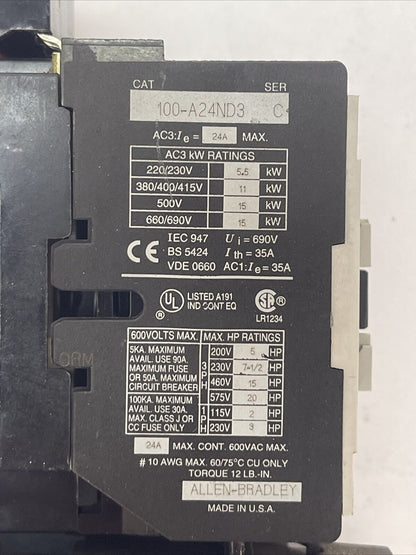 CAT SER
100-A24ND3 C
AC3:Ie = 24A MAX.
AC3 kW RATINGS
220/230V 5.5 kW
380/400/415V 11 kW
500V 15 kW
660/690V 15 kW
CE
IEC 947 Ui = 690V
BS 5424 Ith = 35A
VDE 0660 AC1:Ie = 35A
UL LISTED A191
IND CONT EQ
LR1234
600VOLTS MAX. MAX. HP RATINGS
5KA. MAXIMUM
AVAIL. USE 90A.
MAXIMUM FUSE
OR 50A. MAXIMUM
CIRCUIT BREAKER
3PH
200V 5 HP
230V 7-1/2 HP
460V 15 HP
575V 20 HP
100KA. MAXIMUM
AVAIL. USE 30A.
MAX. CLASS J OR
CC FUSE ONLY
1PH
115V 2 HP
230V 3 HP
ORM
24A MAX. CONT. 600VAC MAX.
# 10 AWG MAX. 60/75°C CU ONLY
TORQUE 12 LB.-IN.
ALLEN-BRADLEY
MADE IN U.S.A.